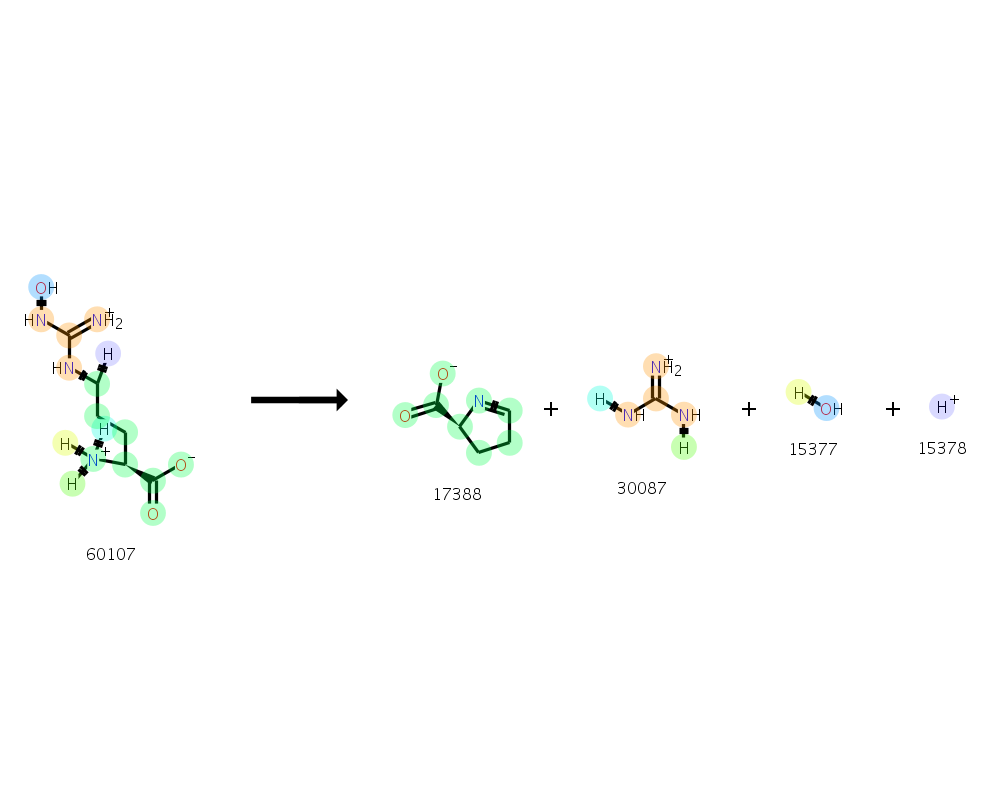 OH
HN NH2+
HN H
H
H N+ O−
H
O
60107
O−
O N
17388
NH2+
H NH NH
H
30087
H OH
15377
H+
15378
+ + +